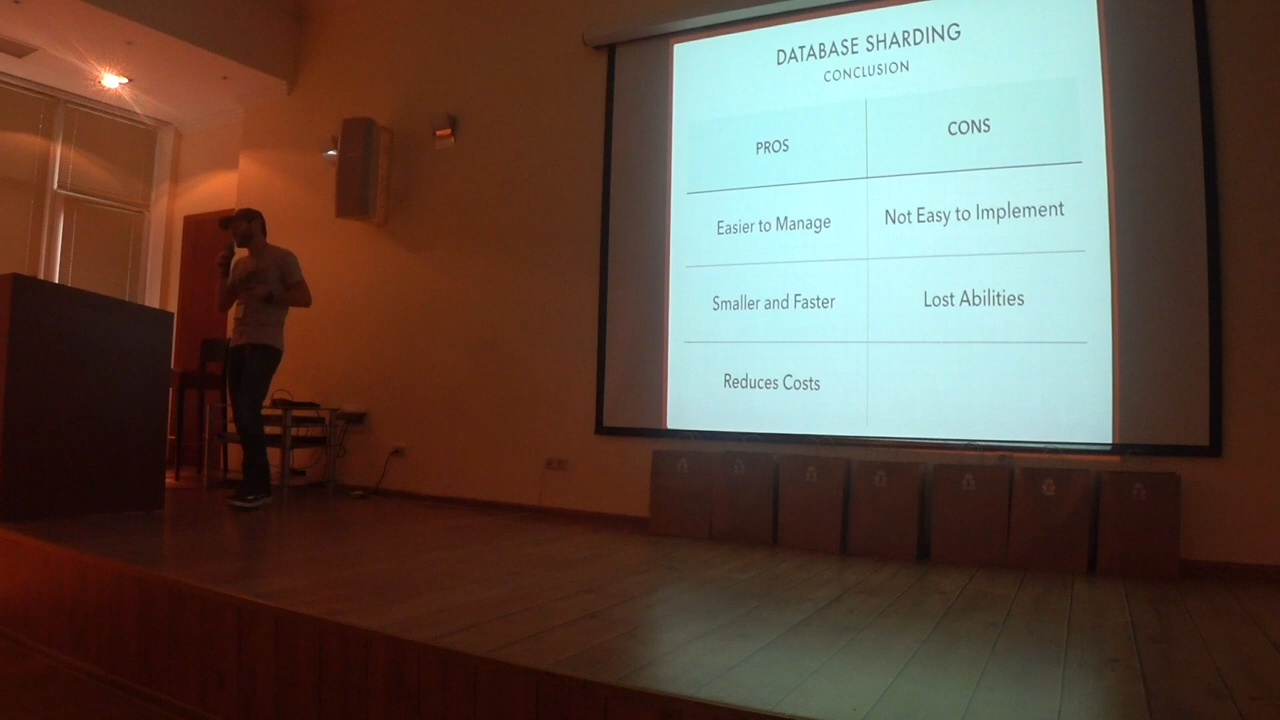 DATABASE SHARDING
CONCLUSION
PROS
CONS
Easier to Manage
Not Easy to Implement
Smaller and Faster
Lost Abilities
Reduces Costs